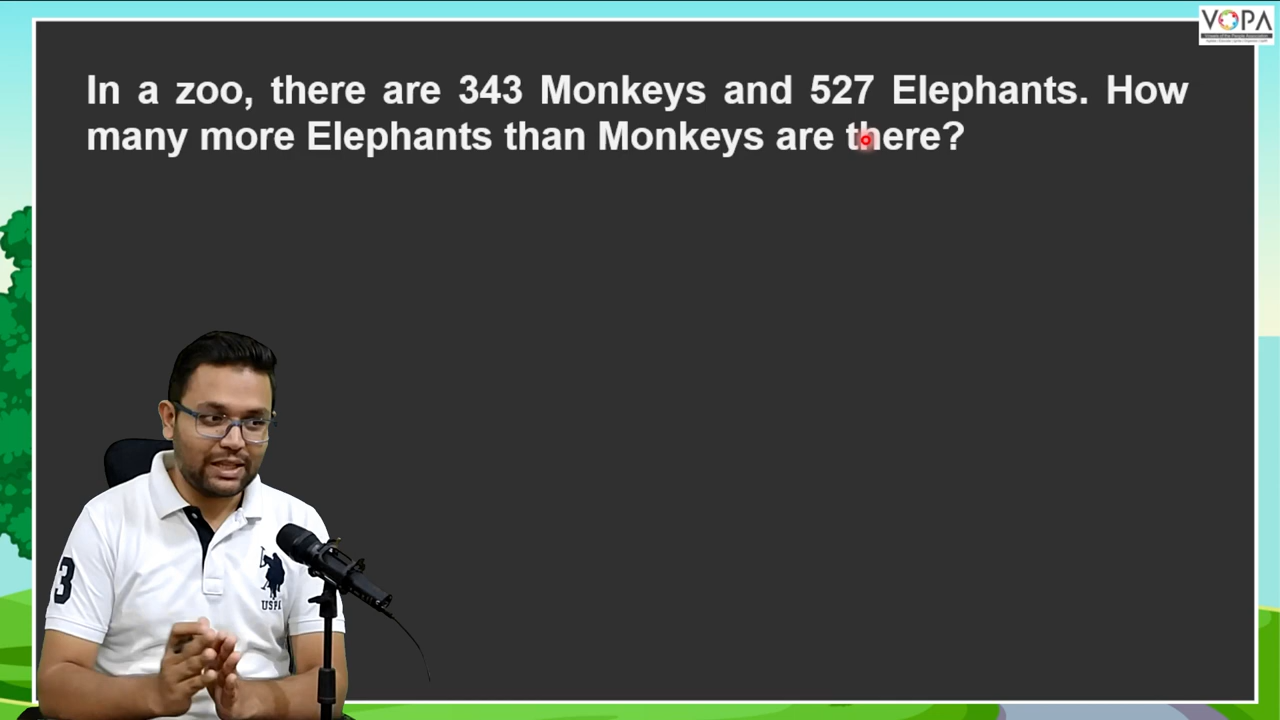 VOPA
In a zoo, there are 343 Monkeys and 527 Elephants. How
many more Elephants than Monkeys are there?
3
USPA